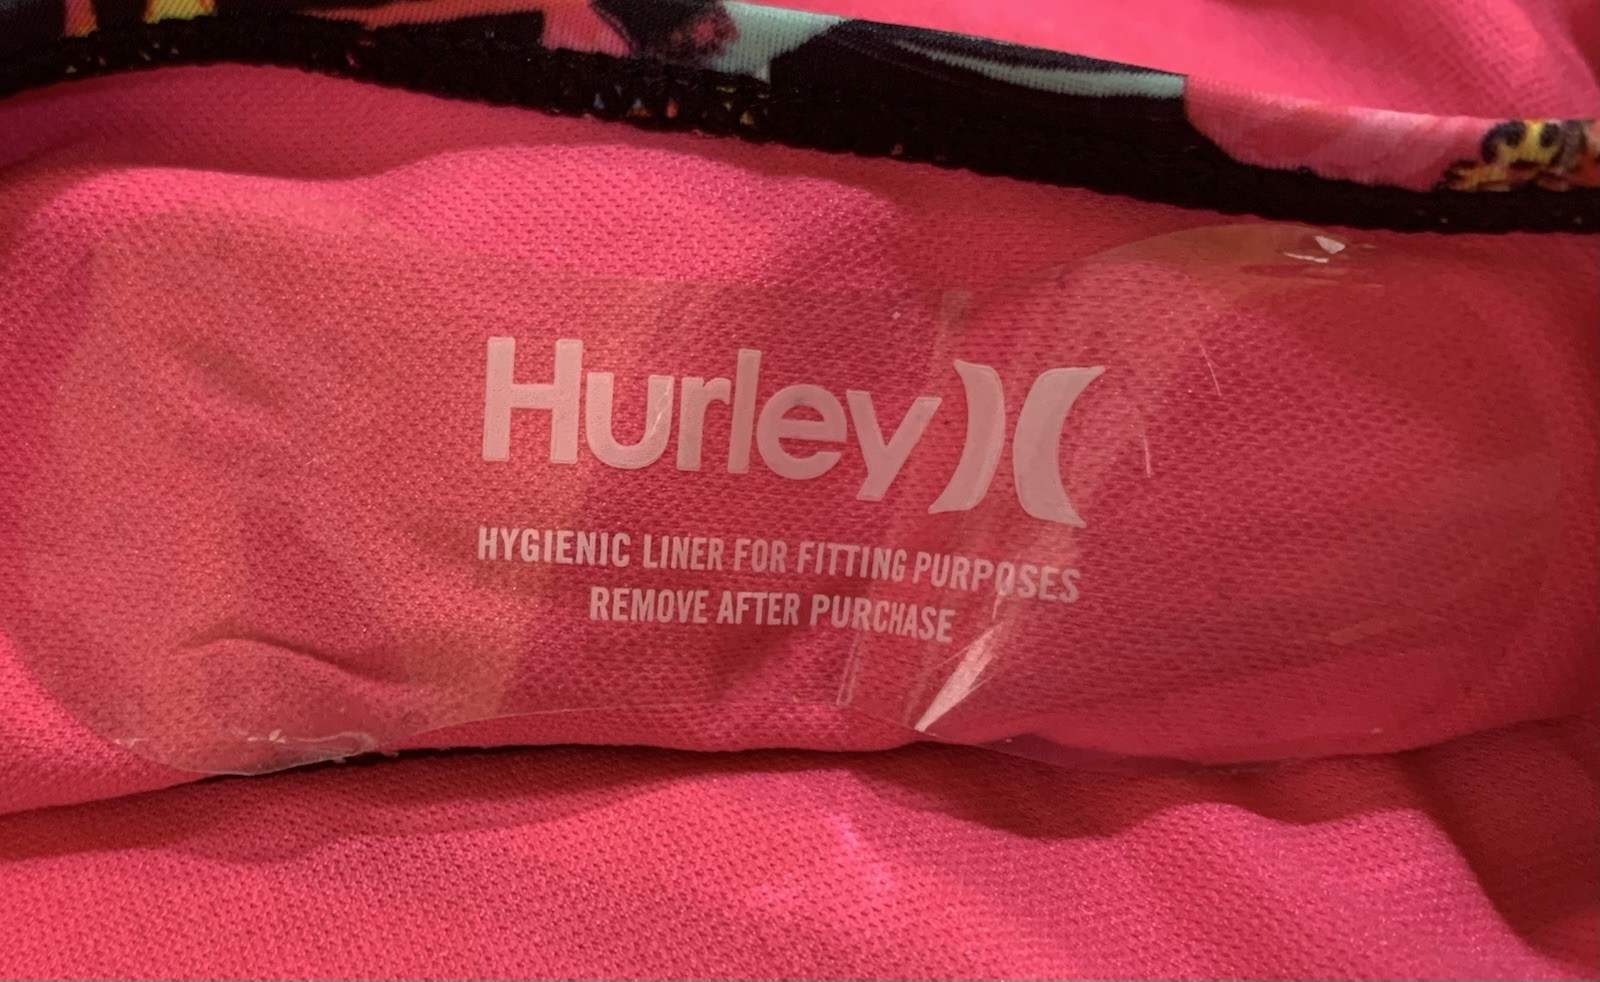 Hurley
HYGIENIC LINER FOR FITTING PURPOSES
REMOVE AFTER PURCHASE